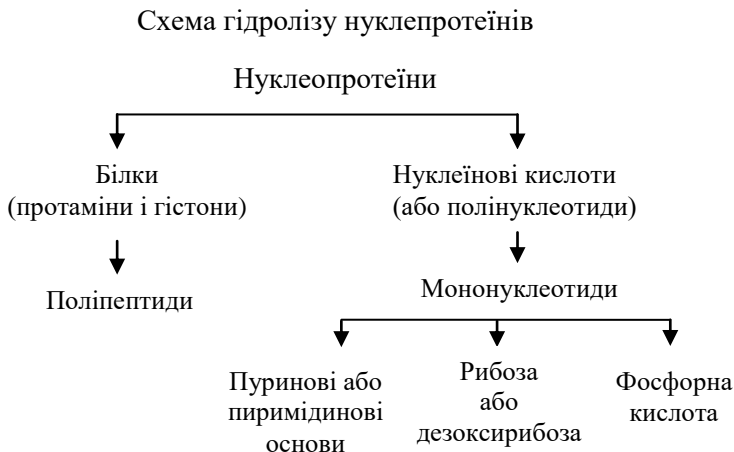 Схема гідролізу нуклепротеїнів
Нуклеопротеїни
Білки
(протаміни і гістони)
Нуклеїнові кислоти
(або полінуклеотиди)
Поліпептиди
Мононуклеотиди
Пуринові або
пиримідинові
основи
Рибоза
або
дезоксирибоза
Фосфорна
кислота